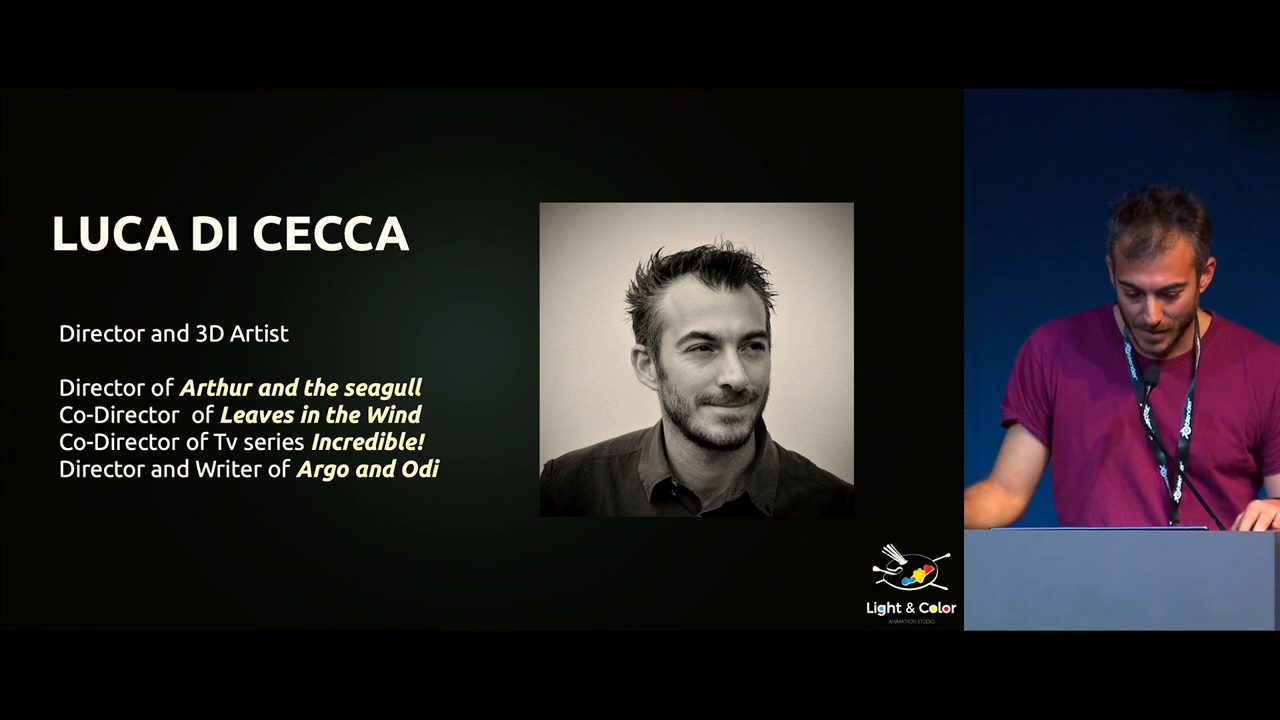 LUCA DI CECCA
Director and 3D Artist
Director of Arthur and the seagull
Co-Director of Leaves in the Wind
Co-Director of Tv series Incredible!
Director and Writer of Argo and Odi
Light & Color
ANIMATION STUDIO
blender